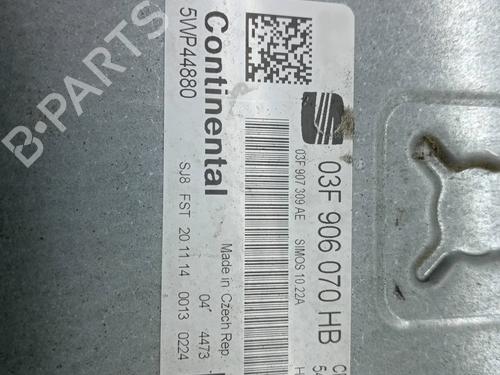 B-PARTS
Continental
5WP44880
03F 906 070 HB
03F 907 309 AE SIMOS 10.22A
Made in Czech Rep.
04' 4473
SJ8 FST 20.11.14 0013 0224